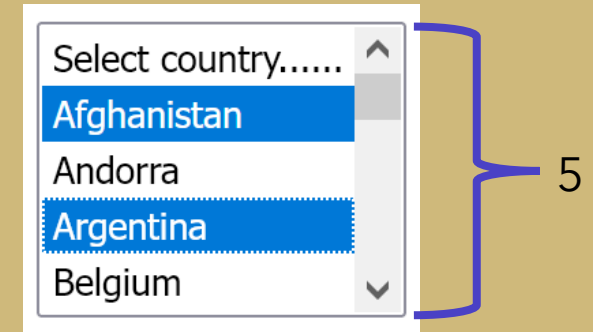 Select country......
Afghanistan
Andorra
Argentina
Belgium
5